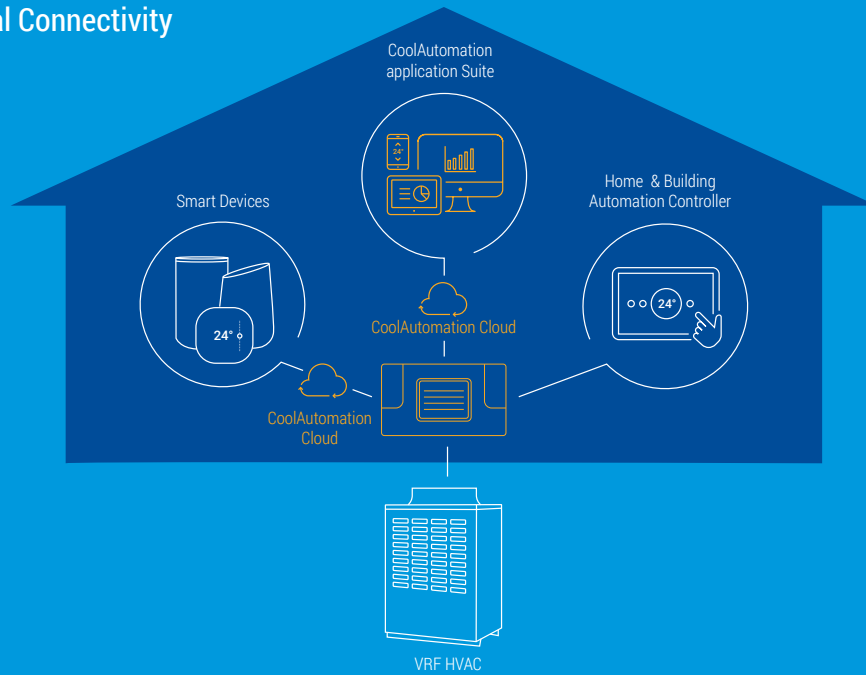 al Connectivity
CoolAutomation
application Suite
24°
Smart Devices
Home & Building
Automation Controller
24°
24°
CoolAutomation Cloud
CoolAutomation
Cloud
VRF HVAC